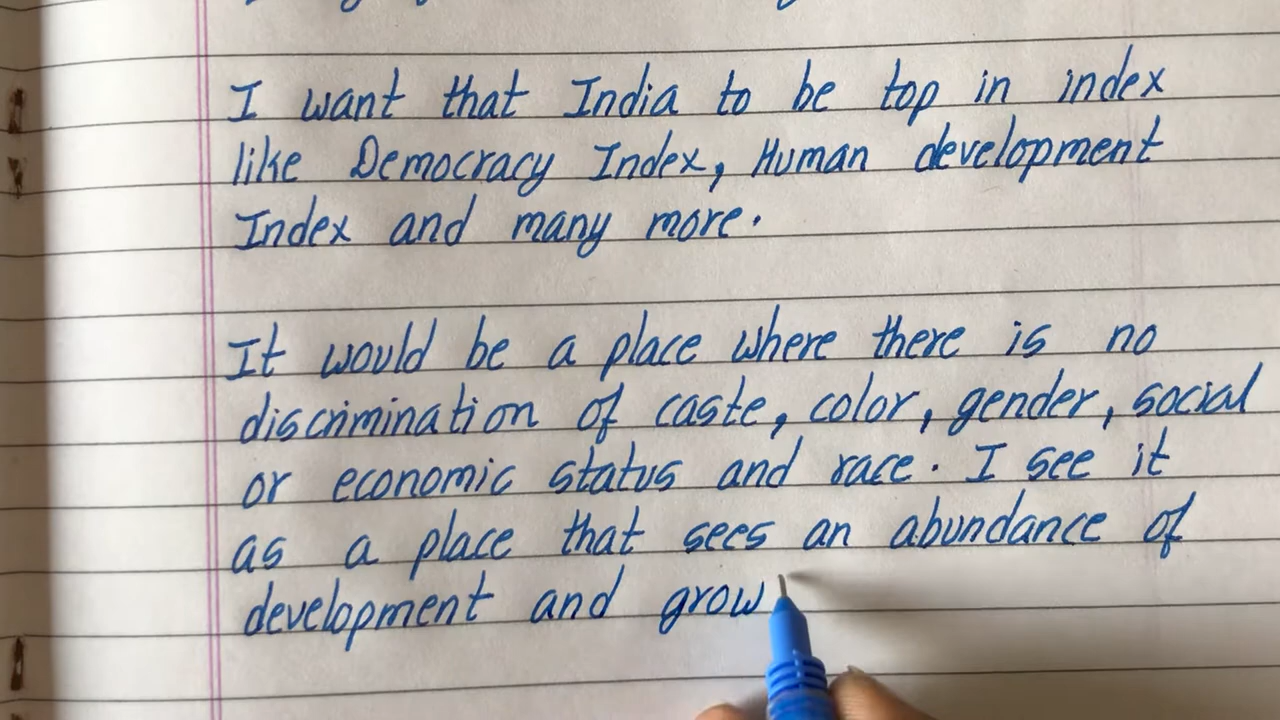 I want that India to be top in index
like Democracy Index, Human development
Index and many more.
It would be a place where there is no
discrimination of caste, color, gender, social
or economic status and race. I see it
as a place that sees an abundance of
development and grow